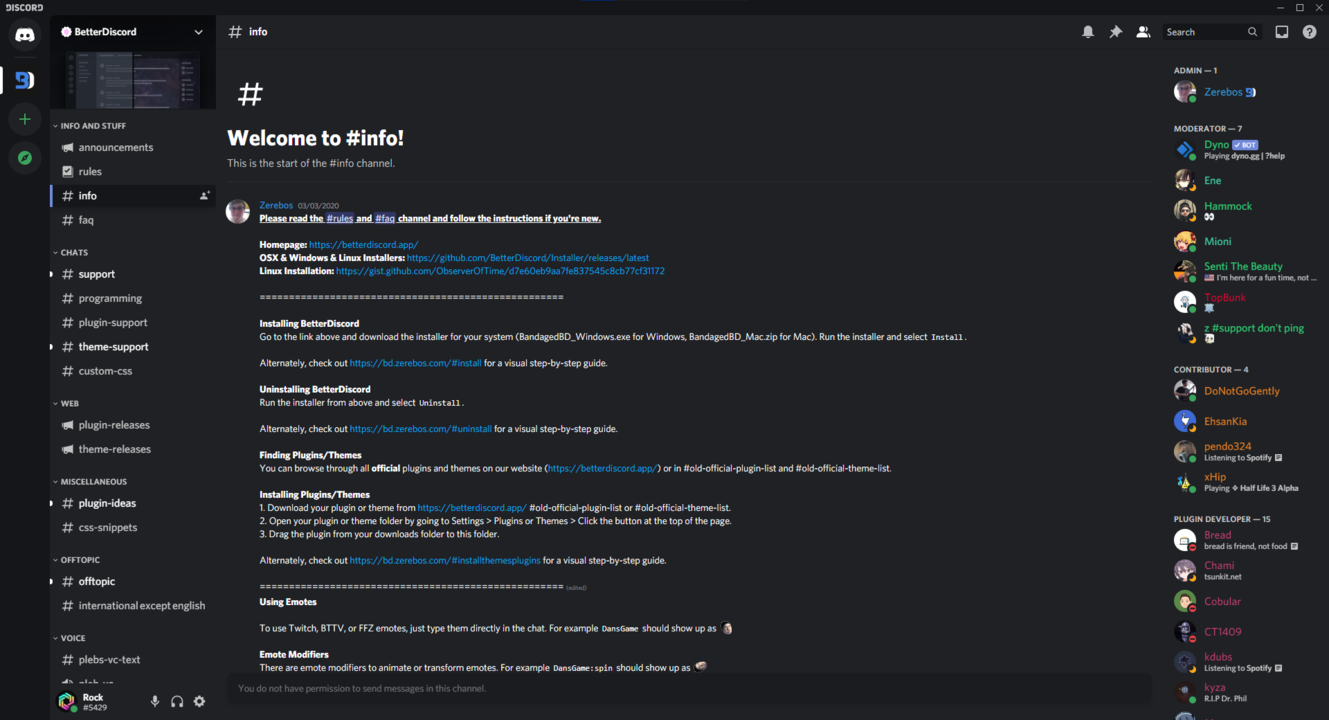 DISCORD
BetterDiscord
INFO AND STUFF
announcements
rules
info
faq
CHATS
support
programming
plugin-support
theme-support
custom-css
WEB
plugin-releases
theme-releases
MISCELLANEOUS
plugin-ideas
css-snippets
OFFTOPIC
offtopic
international except english
VOICE
plebs-vc-text
Rock
#5429
# info
Search
#
Welcome to #info!
This is the start of the #info channel.
Zerebos 03/03/2020
Please read the #rules and #faq channel and follow the instructions if you're new.
Homepage: https://betterdiscord.app/
OSX & Windows & Linux Installers: https://github.com/BetterDiscord/Installer/releases/latest
Linux Installation: https://gist.github.com/ObserverOfTime/d7e60eb9aa7fe837545c8cb77cf31172
====================================================
Installing BetterDiscord
Go to the link above and download the installer for your system (BandagedBD_Windows.exe for Windows, BandagedBD_Mac.zip for Mac). Run the installer and select Install.
Alternately, check out https://bd.zerebos.com/#install for a visual step-by-step guide.
Uninstalling BetterDiscord
Run the installer from above and select Uninstall.
Alternately, check out https://bd.zerebos.com/#uninstall for a visual step-by-step guide.
Finding Plugins/Themes
You can browse through all official plugins and themes on our website (https://betterdiscord.app/) or in #old-official-plugin-list and #old-official-theme-list.
Installing Plugins/Themes
1. Download your plugin or theme from https://betterdiscord.app/ #old-official-plugin-list or #old-official-theme-list.
2. Open your plugin or theme folder by going to Settings > Plugins or Themes > Click the button at the top of the page.
3. Drag the plugin from your downloads folder to this folder.
Alternately, check out https://bd.zerebos.com/#installthemesplugins for a visual step-by-step guide.
==================================================== (edited)
Using Emotes
To use Twitch, BTTV, or FFZ emotes, just type them directly in the chat. For example DansGame should show up as
Emote Modifiers
There are emote modifiers to animate or transform emotes. For example DansGame:spin should show up as
You do not have permission to send messages in this channel.
ADMIN — 1
Zerebos
MODERATOR — 7
Dyno BOT
Playing dyno.gg | ?help
Ene
Hammock
Mioni
Senti The Beauty
I'm here for a fun time, not ...
TopBunk
z #support don't ping
CONTRIBUTOR — 4
DoNotGoGently
EhsanKia
pendo324
Listening to Spotify
xHip
Playing ❖ Half Life 3 Alpha
PLUGIN DEVELOPER — 15
Bread
bread is friend, not food
Chami
tsunkit.net
Cobular
CT1409
kdubs
Listening to Spotify
kyza
R.I.P Dr. Phil